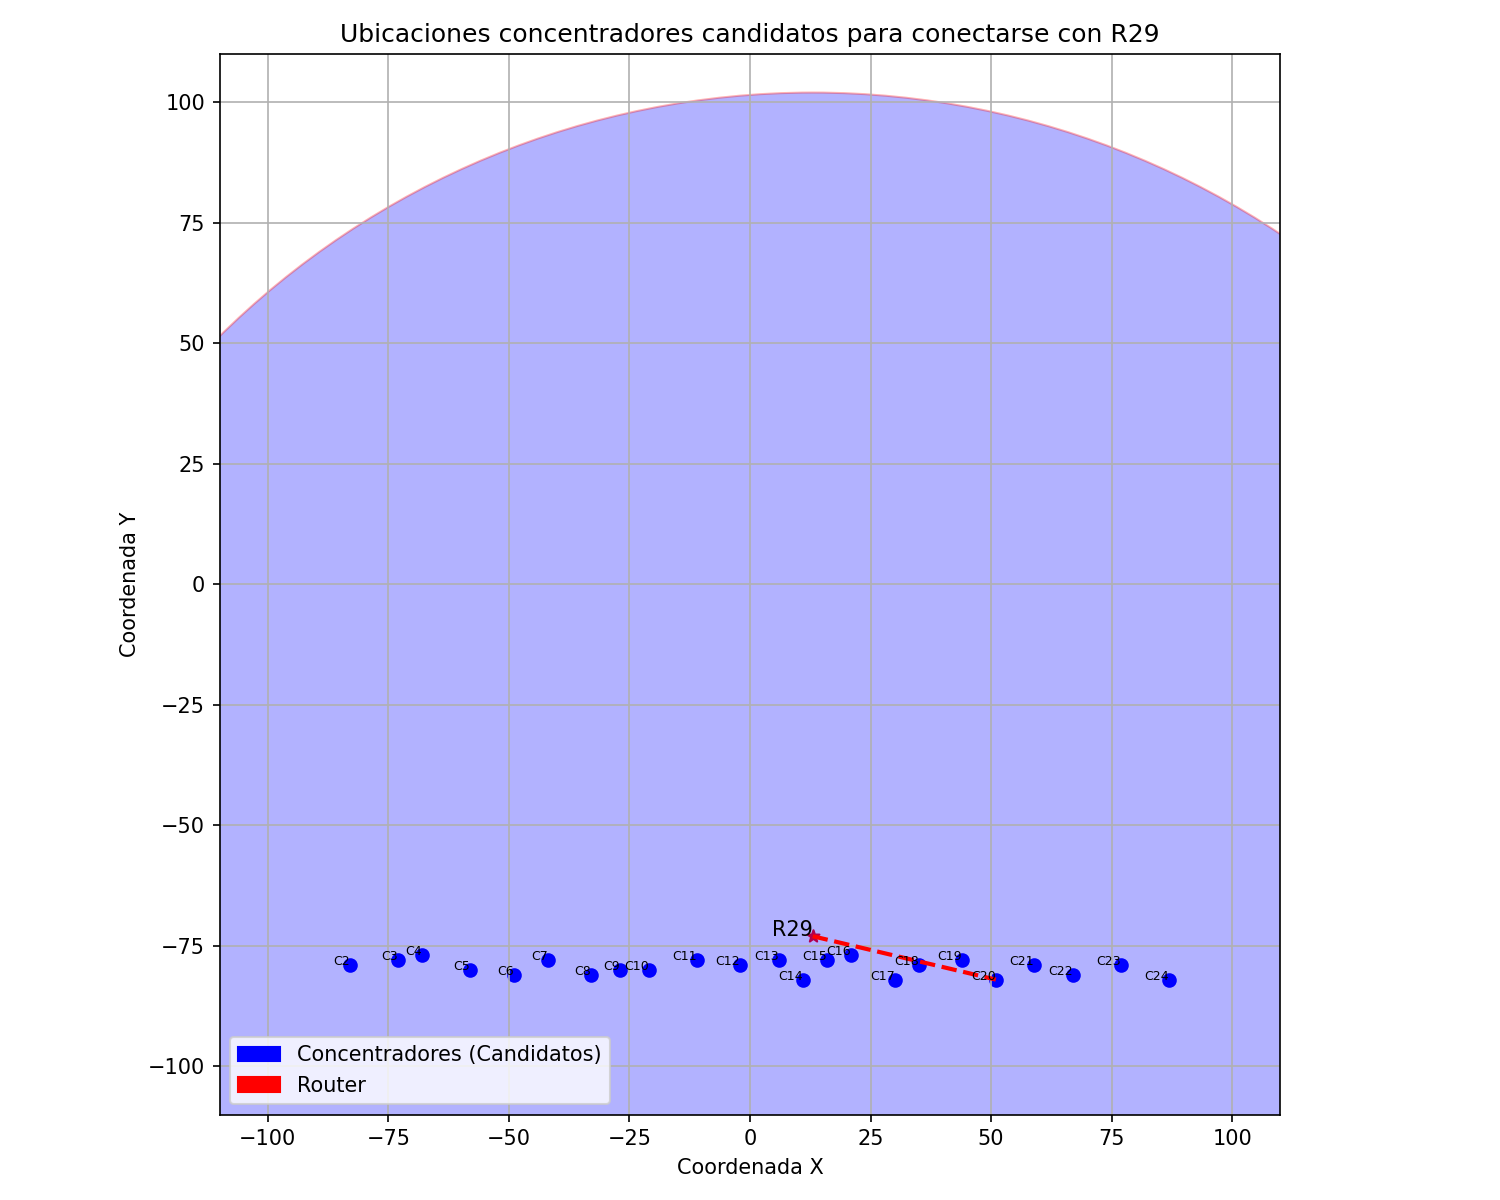 Ubicaciones concentradores candidatos para conectarse con R29
100
75
50
25
0
−25
−50
−75
−100
Coordenada Y
R29
C2
C3
C4
C5
C6
C7
C8
C9
C10
C11
C12
C13
C14
C15
C16
C17
C18
C19
C20
C21
C22
C23
C24
Concentradores (Candidatos)
Router
−100 −75 −50 −25 0 25 50 75 100
Coordenada X